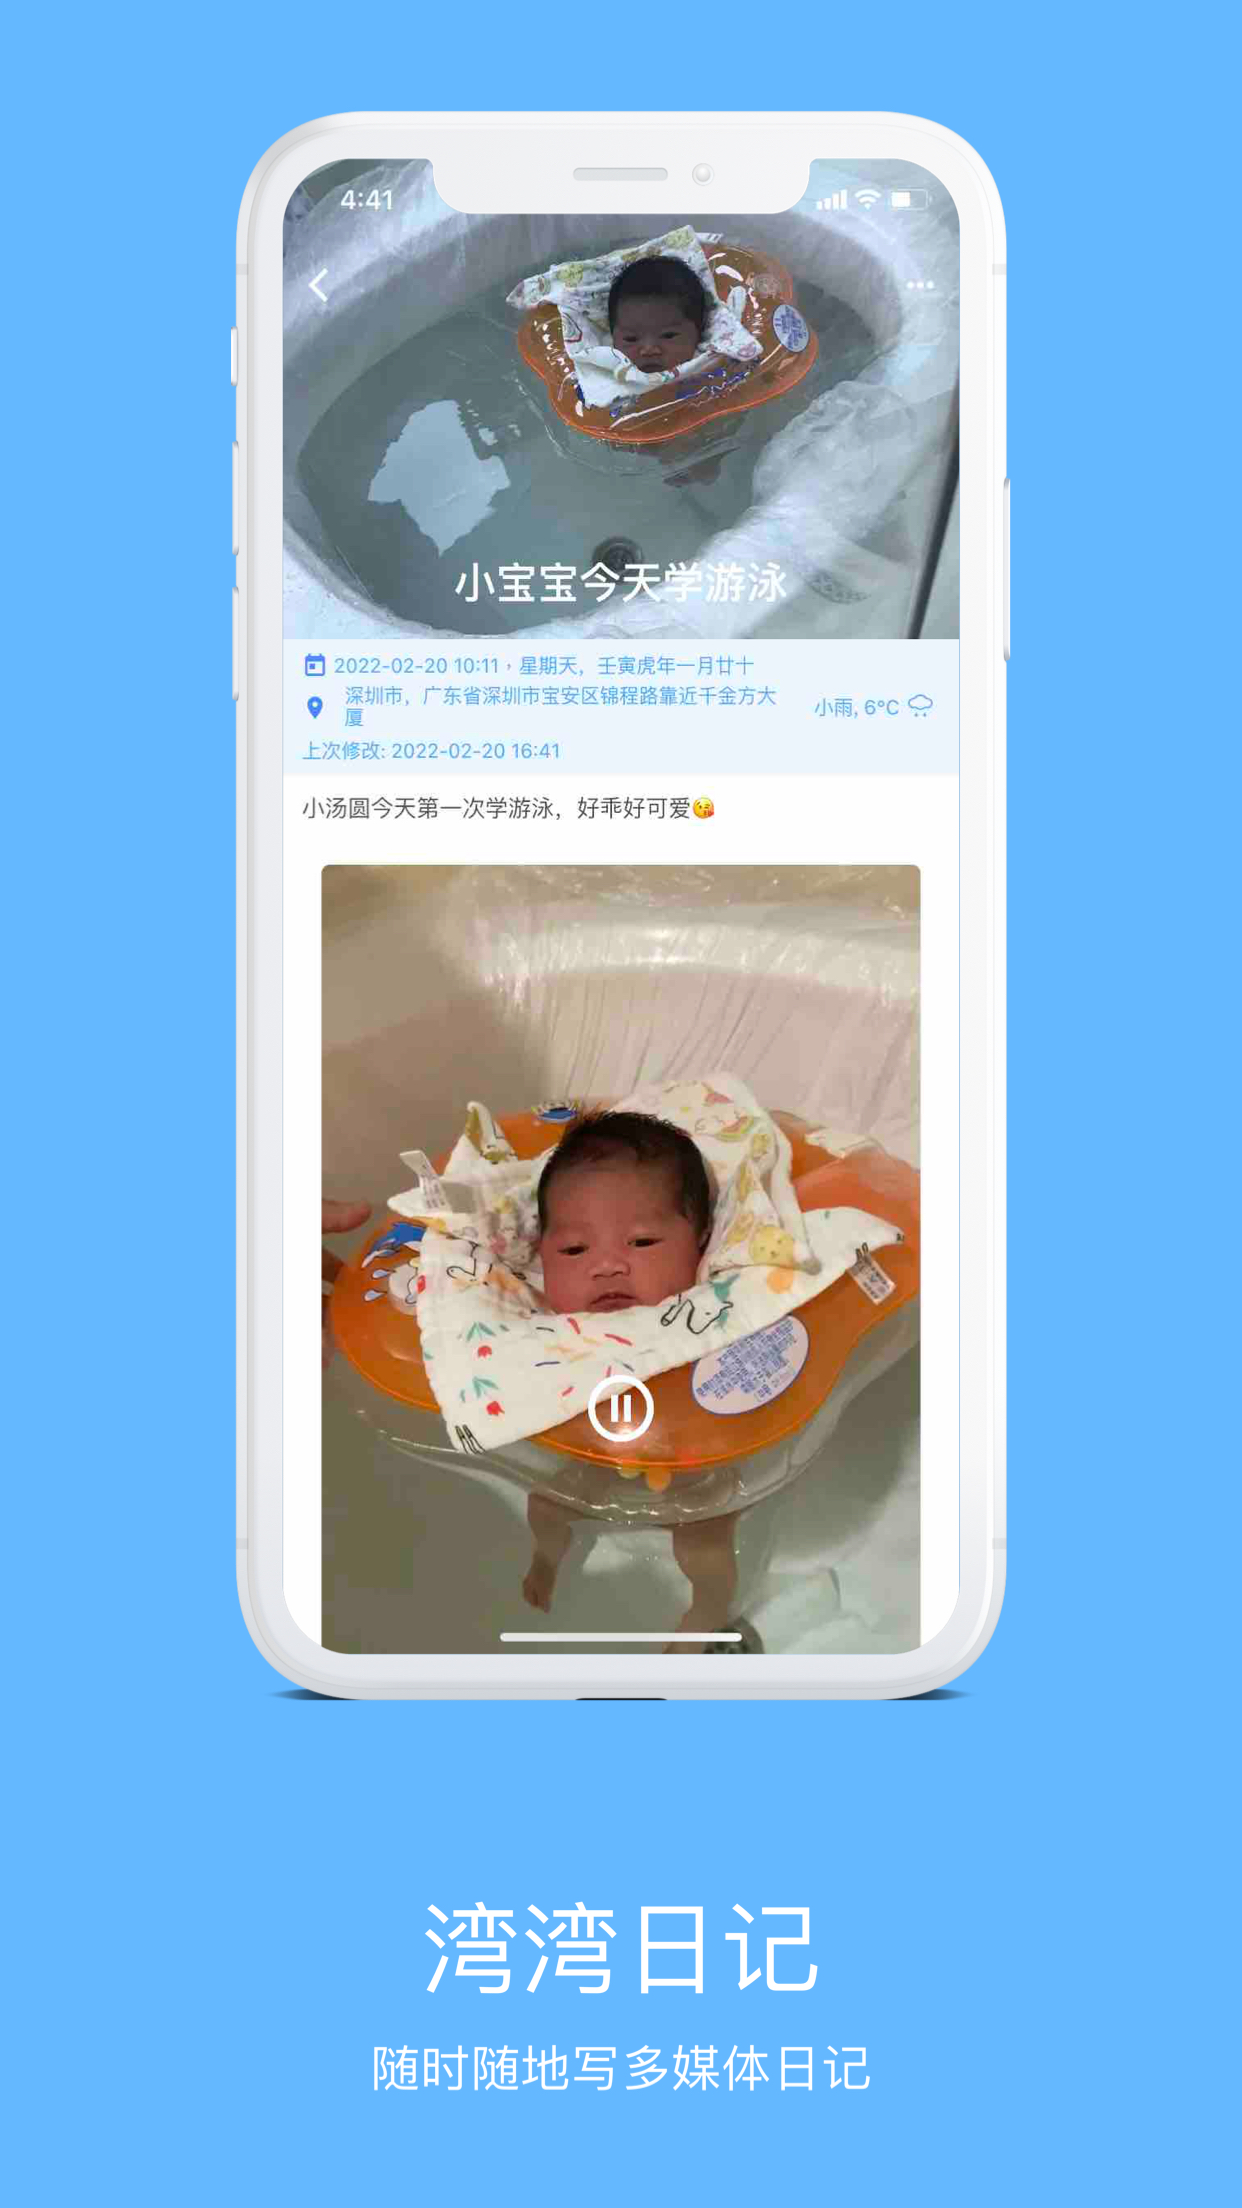 4:41
小宝宝今天学游泳
2022-02-20 10:11，星期天，壬寅虎年一月廿十
深圳市，广东省深圳市宝安区锦程路靠近千金方大
厦
小雨, 6°C
上次修改: 2022-02-20 16:41
小汤圆今天第一次学游泳，好乖好可爱😘
湾湾日记
随时随地写多媒体日记